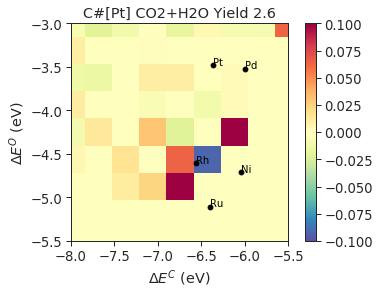 C#[Pt] CO2+H2O Yield 2.6
−3.0
−3.5
−4.0
−4.5
−5.0
−5.5
ΔE^O (eV)
Pt
Pd
Rh
Ni
Ru
−8.0 −7.5 −7.0 −6.5 −6.0 −5.5
ΔE^C (eV)
0.100
0.075
0.050
0.025
0.000
−0.025
−0.050
−0.075
−0.100